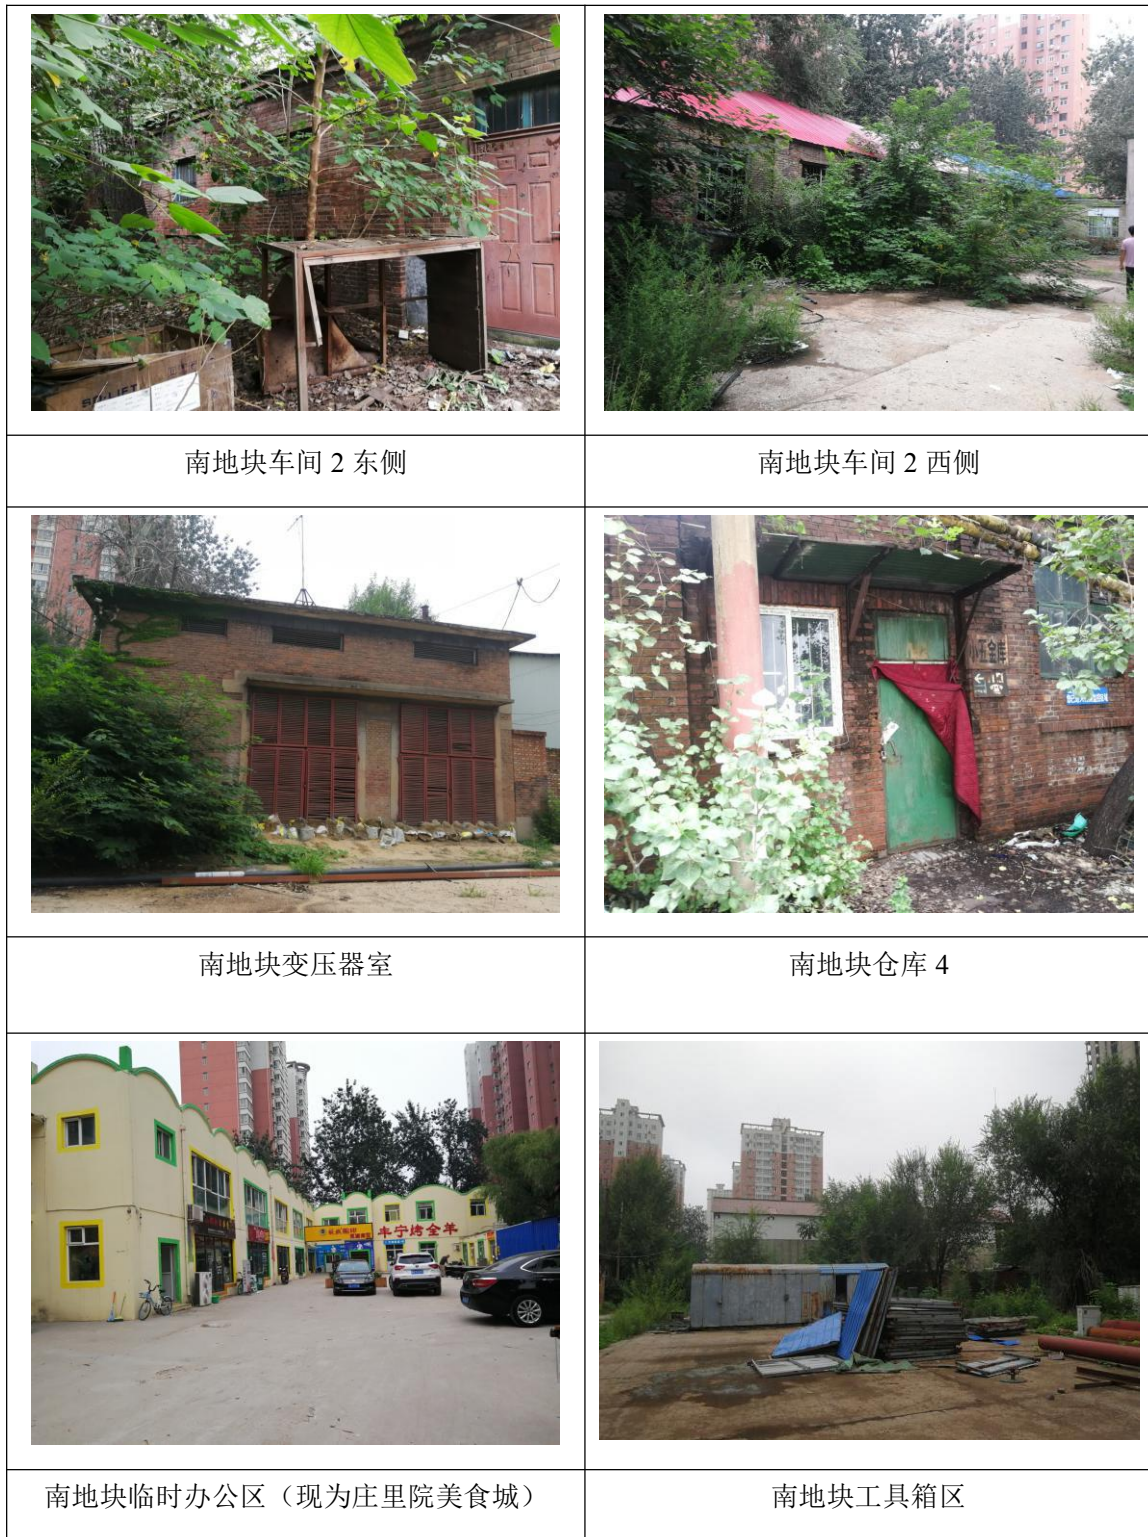 南地块车间 2 东侧
南地块车间 2 西侧
五金库
南地块变压器室
南地块仓库 4
丰宁烤全羊
南地块临时办公区（现为庄里院美食城）
南地块工具箱区